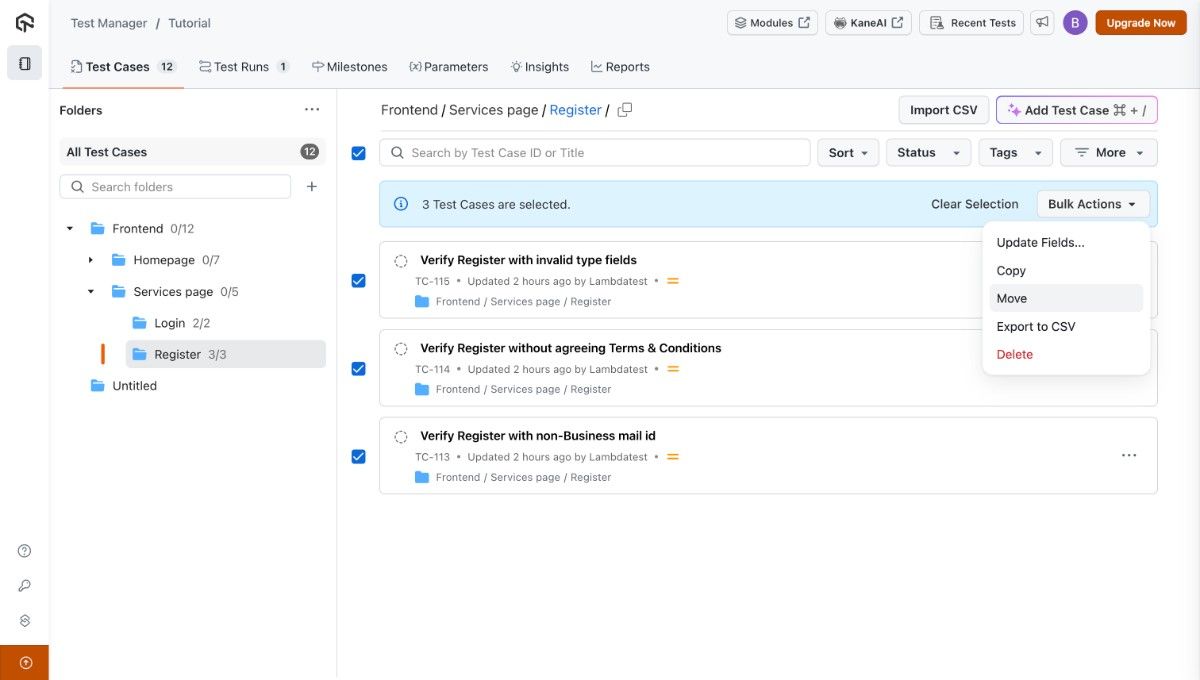 Test Manager / Tutorial
Modules
KaneAI
Recent Tests
B
Upgrade Now
Test Cases 12
Test Runs 1
Milestones
Parameters
Insights
Reports
Folders
All Test Cases 12
Search folders
Frontend 0/12
Homepage 0/7
Services page 0/5
Login 2/2
Register 3/3
Untitled
Frontend / Services page / Register /
Import CSV
Add Test Case ⌘ + /
Search by Test Case ID or Title
Sort
Status
Tags
More
3 Test Cases are selected.
Clear Selection
Bulk Actions
Update Fields...
Copy
Move
Export to CSV
Delete
Verify Register with invalid type fields
TC-115 • Updated 2 hours ago by Lambdatest •
Frontend / Services page / Register
Verify Register without agreeing Terms & Conditions
TC-114 • Updated 2 hours ago by Lambdatest •
Frontend / Services page / Register
Verify Register with non-Business mail id
TC-113 • Updated 2 hours ago by Lambdatest •
Frontend / Services page / Register